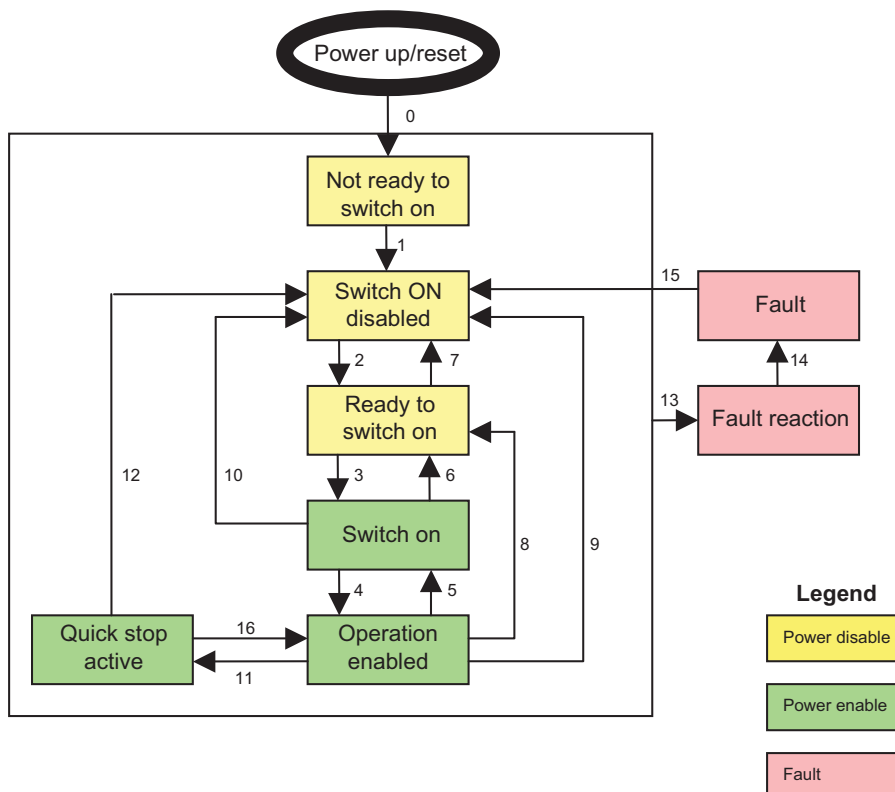 Power up/reset
0
Not ready to
switch on
1
Switch ON
disabled
15
Fault
2
7
14
Ready to
switch on
13
Fault reaction
12
10
3
6
Switch on
8
9
4
5
Quick stop
active
16
11
Operation
enabled
Legend
Power disable
Power enable
Fault